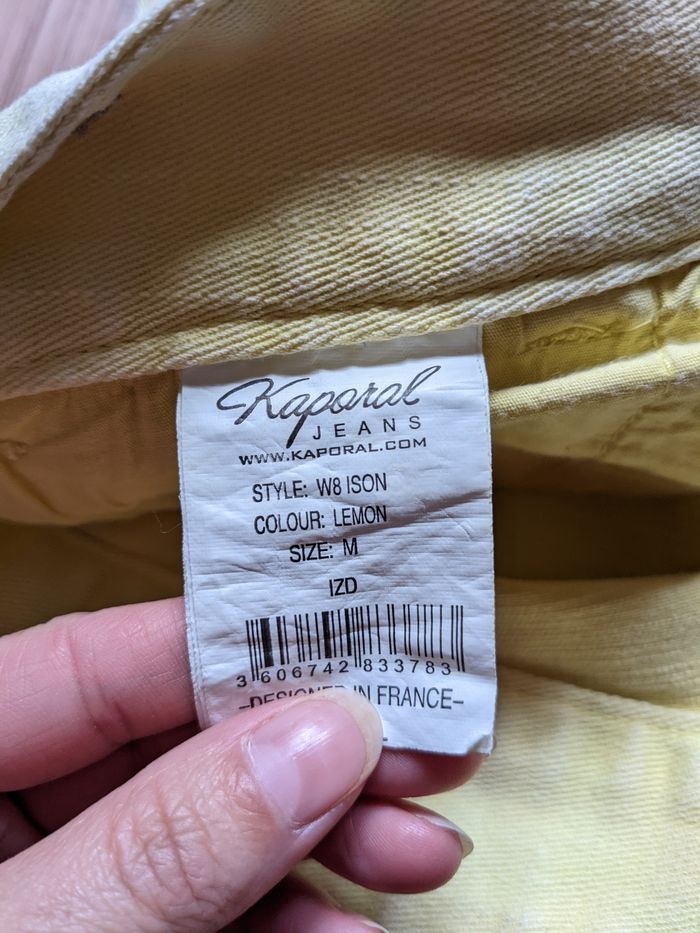 Kaporal
JEANS
WWW.KAPORAL.COM
STYLE: W8 ISON
COLOUR: LEMON
SIZE: M
IZD
3 606742 833783
–DESIGNED IN FRANCE–